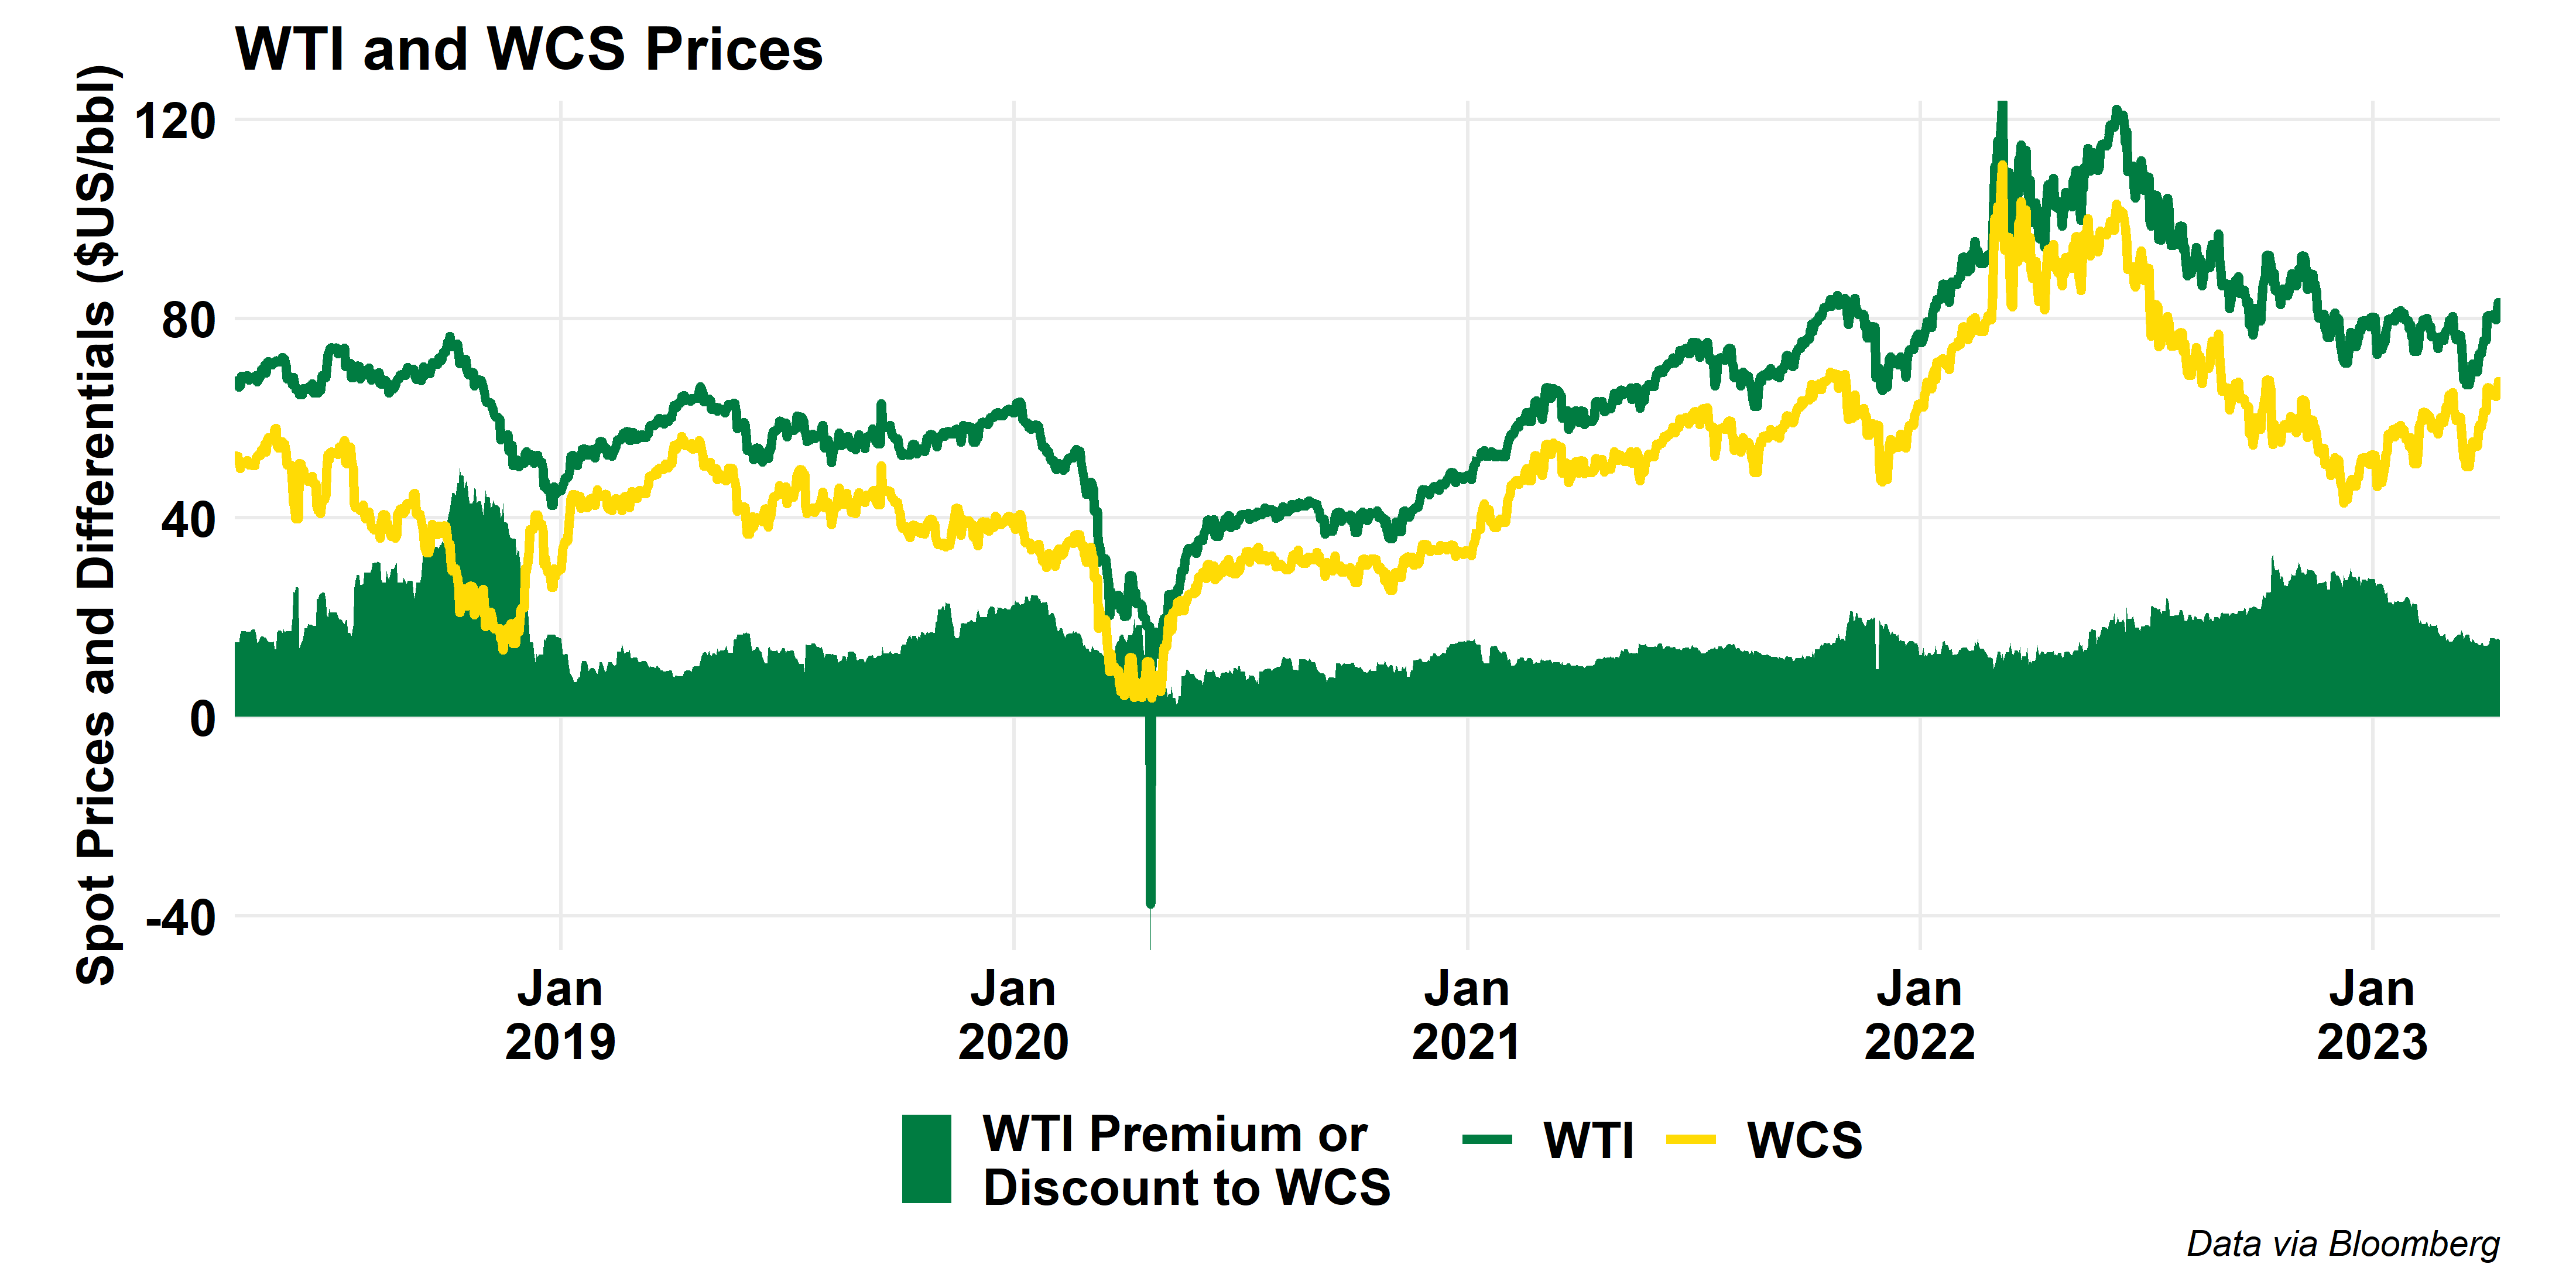 WTI and WCS Prices
Spot Prices and Differentials ($US/bbl)
120
80
40
0
-40
Jan
2019
Jan
2020
Jan
2021
Jan
2022
Jan
2023
WTI Premium or
Discount to WCS
WTI
WCS
Data via Bloomberg